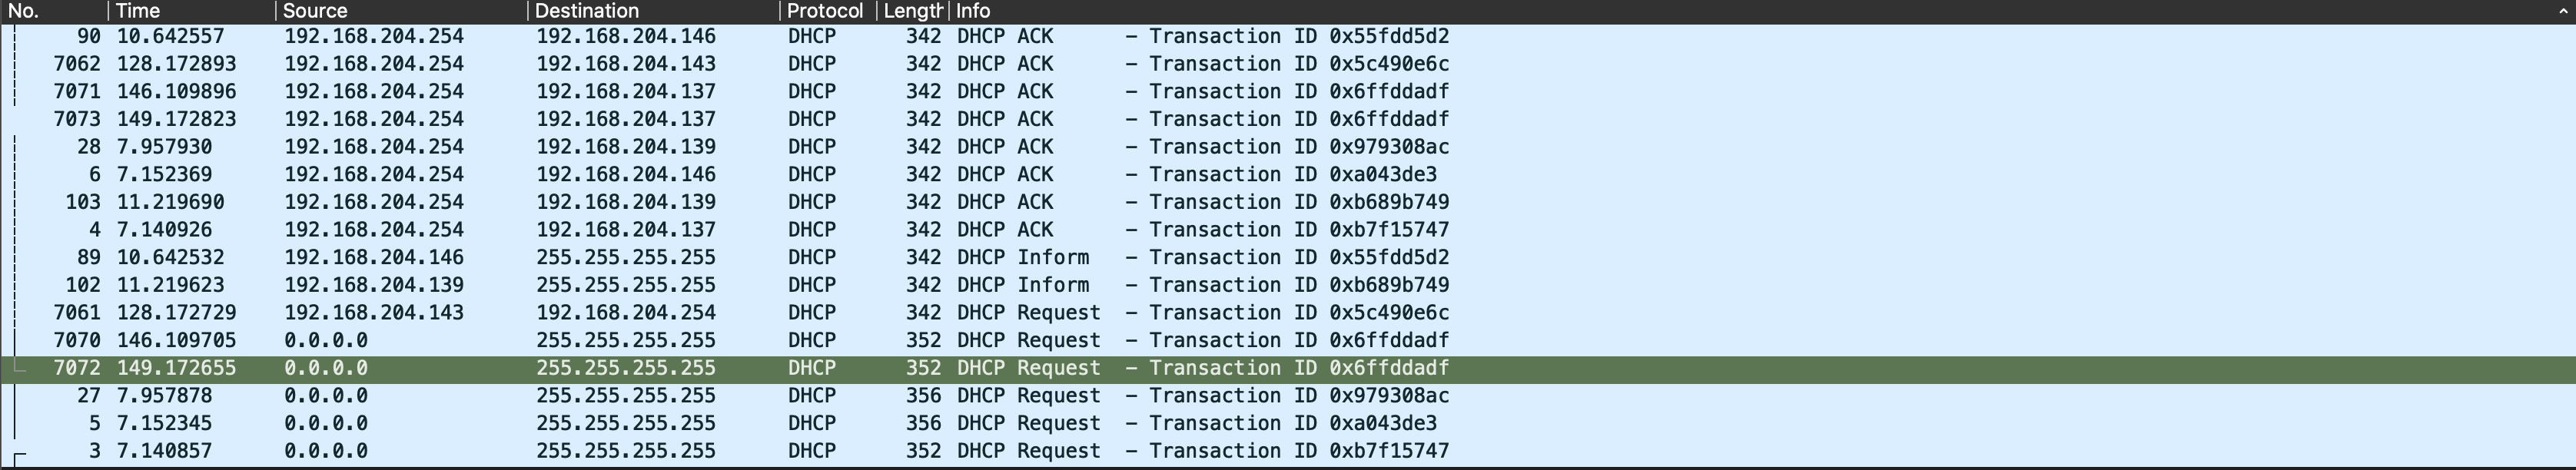 No. Time Source Destination Protocol Length Info
90 10.642557 192.168.204.254 192.168.204.146 DHCP 342 DHCP ACK – Transaction ID 0x55fdd5d2
7062 128.172893 192.168.204.254 192.168.204.143 DHCP 342 DHCP ACK – Transaction ID 0x5c490e6c
7071 146.109896 192.168.204.254 192.168.204.137 DHCP 342 DHCP ACK – Transaction ID 0x6ffddadf
7073 149.172823 192.168.204.254 192.168.204.137 DHCP 342 DHCP ACK – Transaction ID 0x6ffddadf
28 7.957930 192.168.204.254 192.168.204.139 DHCP 342 DHCP ACK – Transaction ID 0x979308ac
6 7.152369 192.168.204.254 192.168.204.146 DHCP 342 DHCP ACK – Transaction ID 0xa043de3
103 11.219690 192.168.204.254 192.168.204.139 DHCP 342 DHCP ACK – Transaction ID 0xb689b749
4 7.140926 192.168.204.254 192.168.204.137 DHCP 342 DHCP ACK – Transaction ID 0xb7f15747
89 10.642532 192.168.204.146 255.255.255.255 DHCP 342 DHCP Inform – Transaction ID 0x55fdd5d2
102 11.219623 192.168.204.139 255.255.255.255 DHCP 342 DHCP Inform – Transaction ID 0xb689b749
7061 128.172729 192.168.204.143 192.168.204.254 DHCP 342 DHCP Request – Transaction ID 0x5c490e6c
7070 146.109705 0.0.0.0 255.255.255.255 DHCP 352 DHCP Request – Transaction ID 0x6ffddadf
7072 149.172655 0.0.0.0 255.255.255.255 DHCP 352 DHCP Request – Transaction ID 0x6ffddadf
27 7.957878 0.0.0.0 255.255.255.255 DHCP 356 DHCP Request – Transaction ID 0x979308ac
5 7.152345 0.0.0.0 255.255.255.255 DHCP 356 DHCP Request – Transaction ID 0xa043de3
3 7.140857 0.0.0.0 255.255.255.255 DHCP 352 DHCP Request – Transaction ID 0xb7f15747